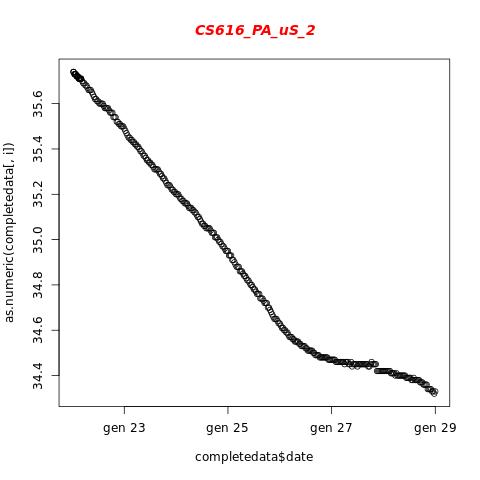 CS616_PA_uS_2
as.numeric(completedata[, i])
35.6
35.4
35.2
35.0
34.8
34.6
34.4
gen 23 gen 25 gen 27 gen 29
completedata$date